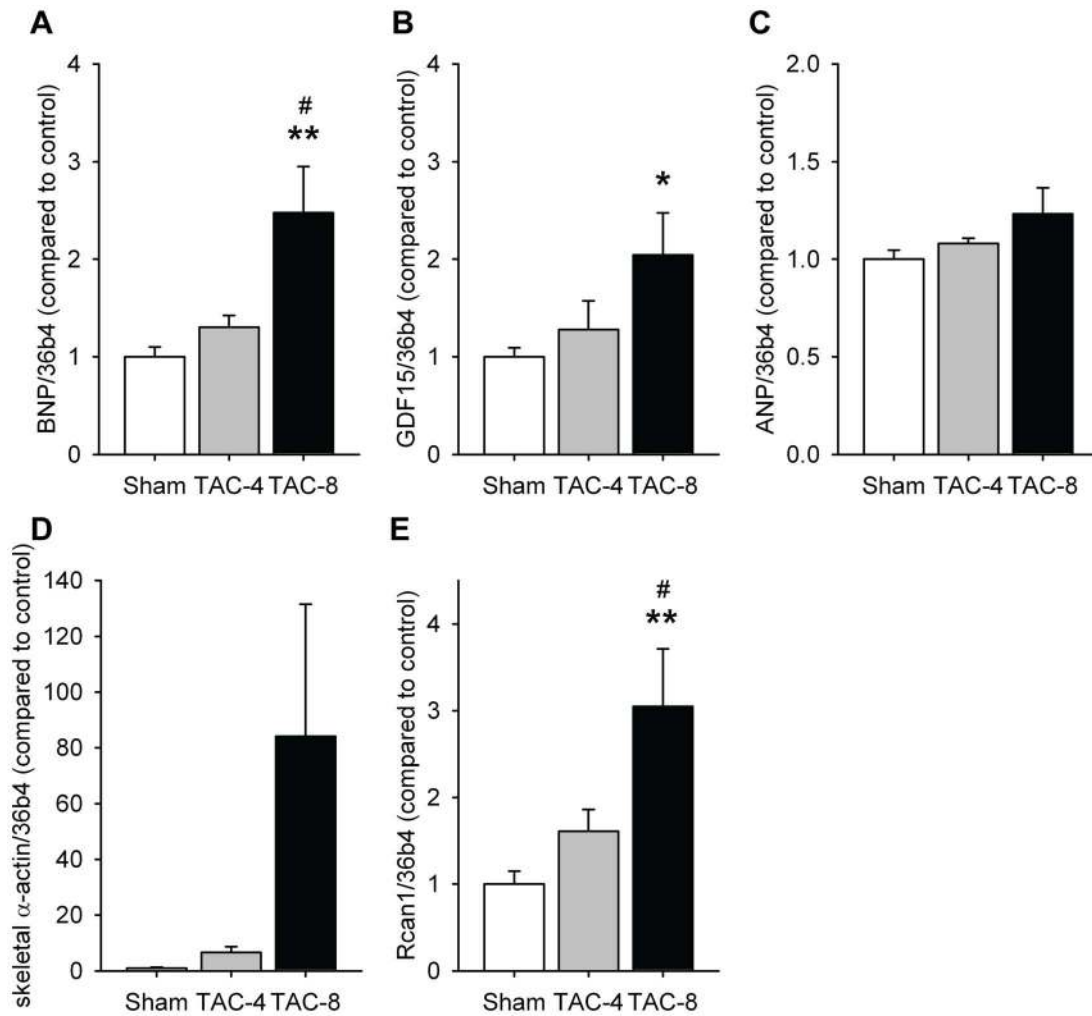 A
BNP/36b4 (compared to control)
4
3
2
1
0
#
**
Sham TAC-4 TAC-8
B
GDF15/36b4 (compared to control)
4
3
2
1
0
*
Sham TAC-4 TAC-8
C
ANP/36b4 (compared to control)
2.0
1.5
1.0
0.5
0.0
Sham TAC-4 TAC-8
D
skeletal α-actin/36b4 (compared to control)
140
120
100
80
60
40
20
0
Sham TAC-4 TAC-8
E
Rcan1/36b4 (compared to control)
4
3
2
1
0
#
**
Sham TAC-4 TAC-8